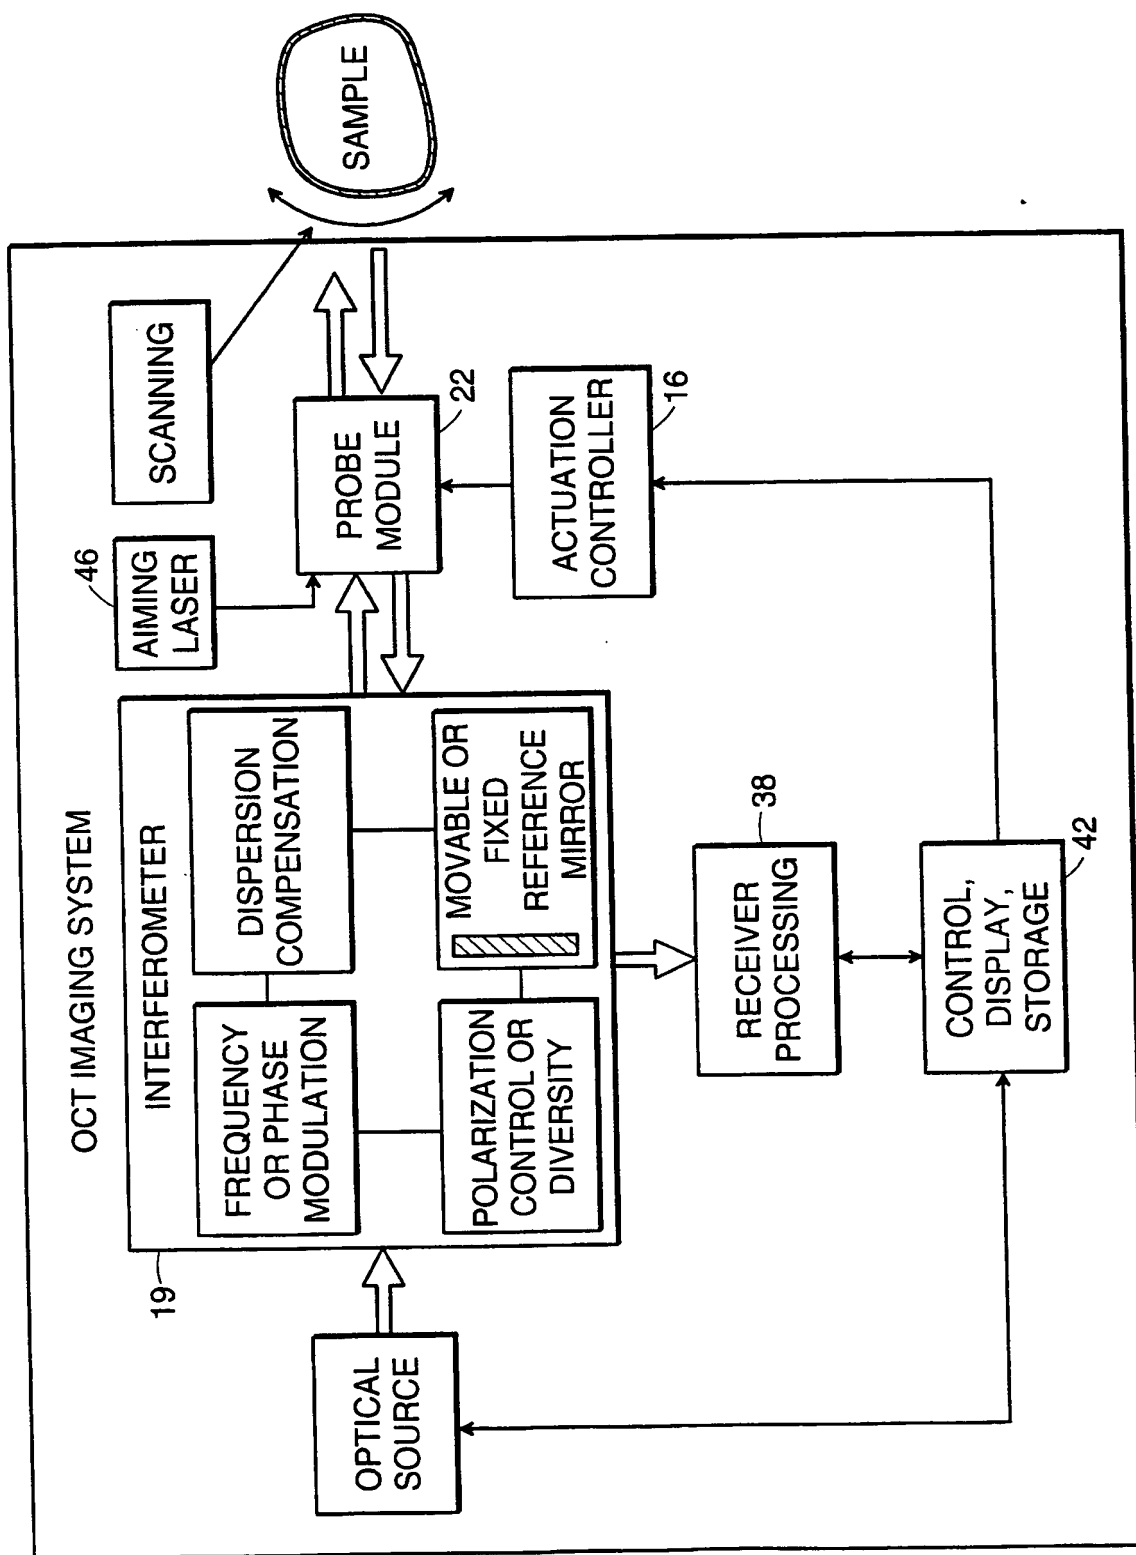 OCT IMAGING SYSTEM
INTERFEROMETER
19
FREQUENCY
OR PHASE
MODULATION
DISPERSION
COMPENSATION
POLARIZATION
CONTROL OR
DIVERSITY
MOVABLE OR
FIXED
REFERENCE
MIRROR
OPTICAL
SOURCE
46
AIMING
LASER
SCANNING
PROBE
MODULE
22
SAMPLE
ACTUATION
CONTROLLER
16
RECEIVER
PROCESSING
38
CONTROL,
DISPLAY,
STORAGE
42